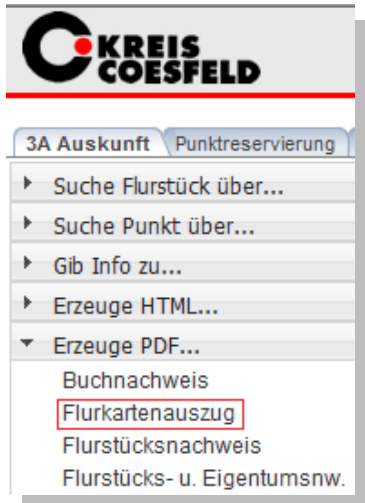 KREIS
COESFELD
3A Auskunft Punktreservierung
Suche Flurstück über...
Suche Punkt über...
Gib Info zu...
Erzeuge HTML...
Erzeuge PDF...
Buchnachweis
Flurkartenauszug
Flurstücksnachweis
Flurstücks- u. Eigentumsnw.